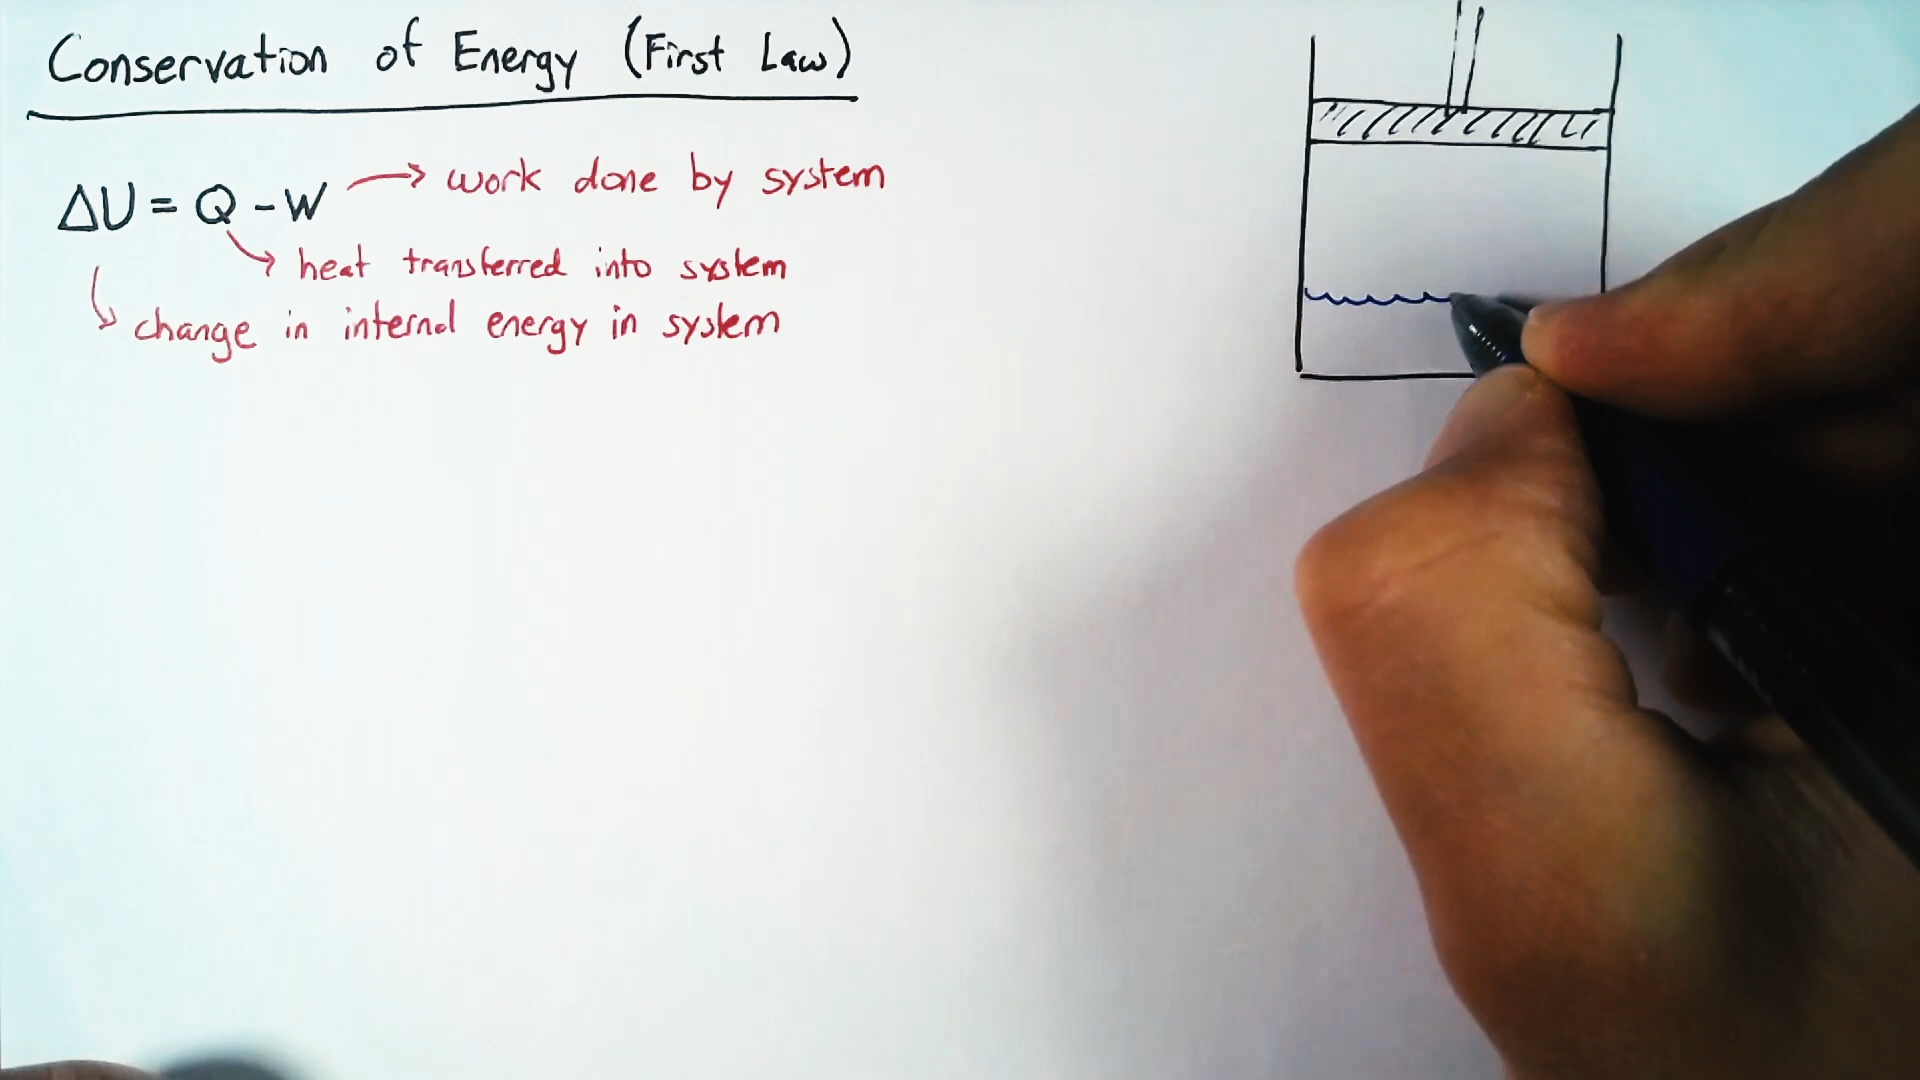 Conservation of Energy (First Law)
ΔU = Q - W → work done by system
heat transferred into system
change in internal energy in system